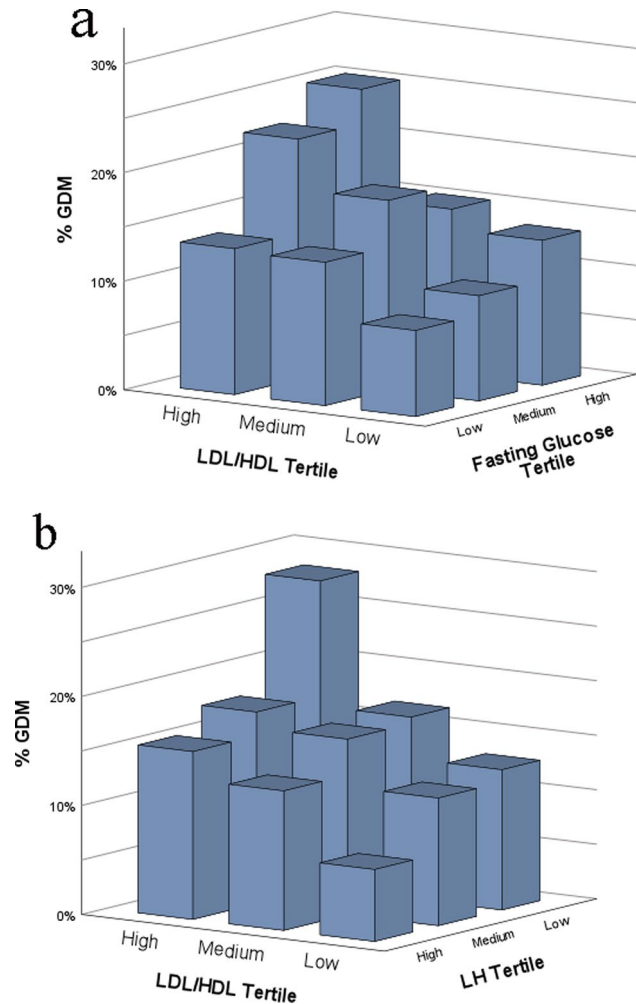 a
30%
20%
10%
0%
% GDM
High
Medium
Low
LDL/HDL Tertile
Low
Medium
High
Fasting Glucose
Tertile
b
30%
20%
10%
0%
% GDM
High
Medium
Low
LDL/HDL Tertile
High
Medium
Low
LH Tertile